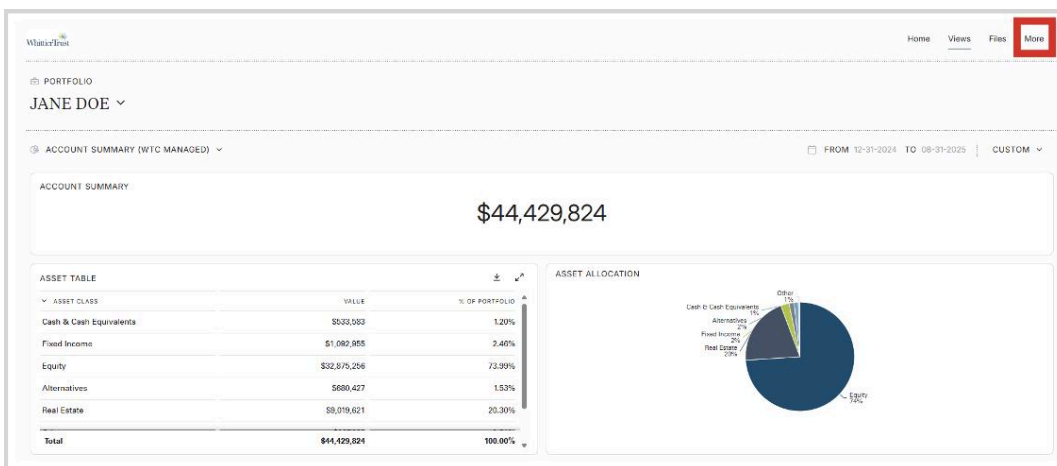 WhittierTrust
Home Views Files More
PORTFOLIO
JANE DOE
ACCOUNT SUMMARY (WTC MANAGED)
FROM 12-31-2024 TO 08-31-2025 CUSTOM
ACCOUNT SUMMARY
$44,429,824
ASSET TABLE
ASSET CLASS VALUE % OF PORTFOLIO
Cash & Cash Equivalents $533,583 1.20%
Fixed Income $1,092,955 2.46%
Equity $32,875,256 73.99%
Alternatives $680,427 1.53%
Real Estate $9,019,621 20.30%
Total $44,429,824 100.00%
ASSET ALLOCATION
Other
1%
Cash & Cash Equivalents
1%
Alternatives
2%
Fixed Income
2%
Real Estate
20%
Equity
74%